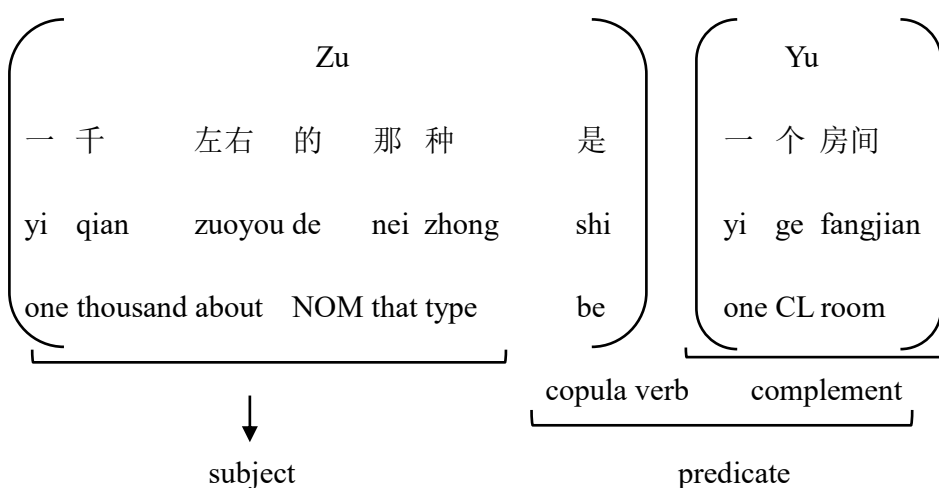 Zu Yu
一 千 左右 的 那 种 是 一 个 房间
yi qian zuoyou de nei zhong shi yi ge fangjian
one thousand about NOM that type be one CL room
copula verb complement
subject predicate